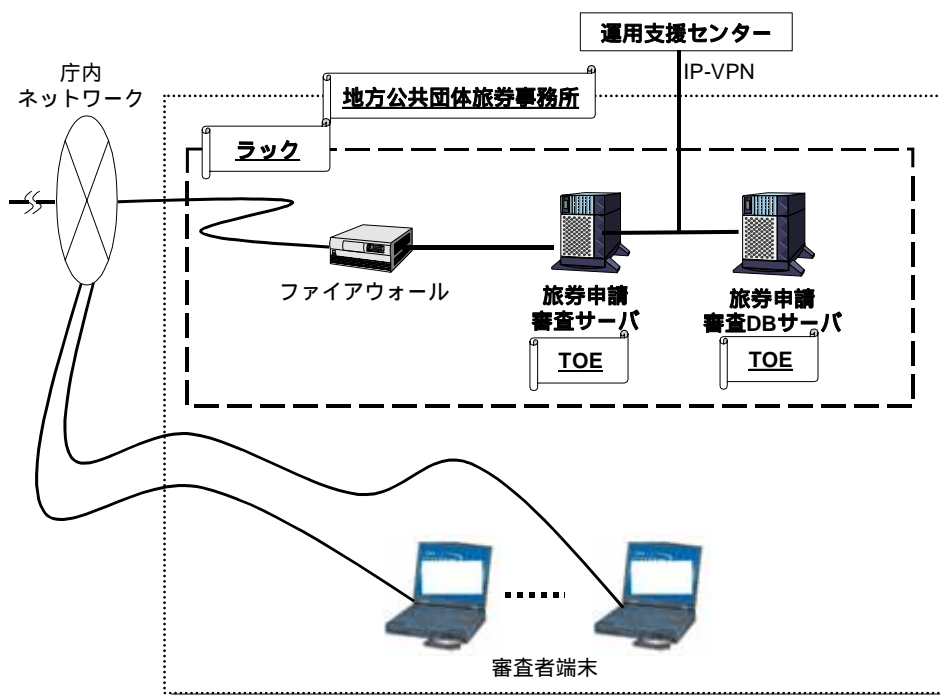 運用支援センター
IP-VPN
庁内
ネットワーク
地方公共団体旅券事務所
ラック
ファイアウォール
旅券申請
審査サーバ
TOE
旅券申請
審査DBサーバ
TOE
審査者端末